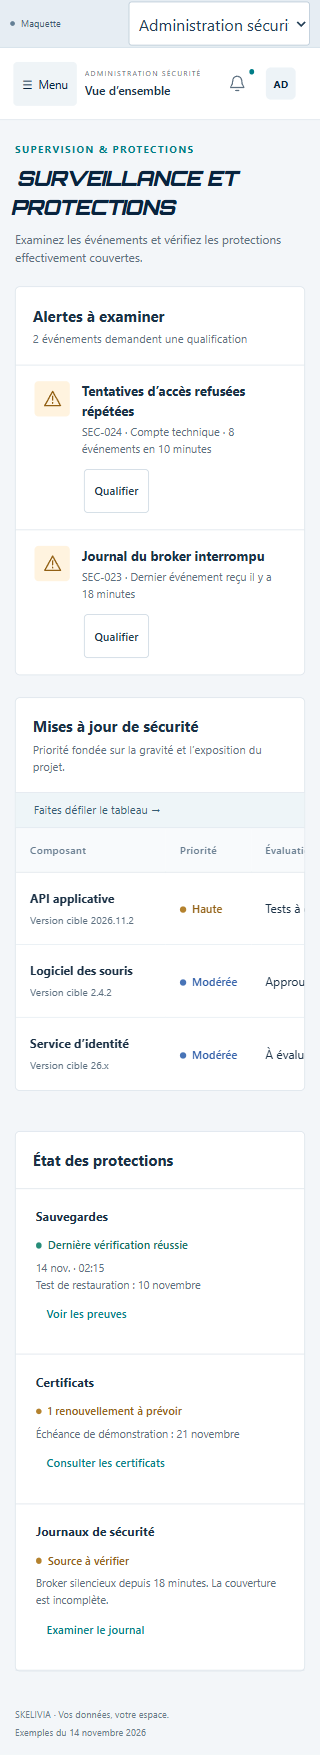 Maquette
Administration sécuri
☰ Menu
ADMINISTRATION SÉCURITÉ
Vue d’ensemble
AD
SUPERVISION & PROTECTIONS
SURVEILLANCE ET
PROTECTIONS
Examinez les événements et vérifiez les protections
effectivement couvertes.
Alertes à examiner
2 événements demandent une qualification
Tentatives d’accès refusées
répétées
SEC-024 · Compte technique · 8
événements en 10 minutes
Qualifier
Journal du broker interrompu
SEC-023 · Dernier événement reçu il y a
18 minutes
Qualifier
Mises à jour de sécurité
Priorité fondée sur la gravité et l’exposition du
projet.
Faites défiler le tableau →
Composant Priorité Évaluati
API applicative
Haute Tests à
Version cible 2026.11.2
Logiciel des souris
Modérée Approu
Version cible 2.4.2
Service d’identité
Modérée À évalu
Version cible 26.x
État des protections
Sauvegardes
Dernière vérification réussie
14 nov. · 02:15
Test de restauration : 10 novembre
Voir les preuves
Certificats
1 renouvellement à prévoir
Échéance de démonstration : 21 novembre
Consulter les certificats
Journaux de sécurité
Source à vérifier
Broker silencieux depuis 18 minutes. La couverture
est incomplète.
Examiner le journal
SKELIVIA · Vos données, votre espace.
Exemples du 14 novembre 2026